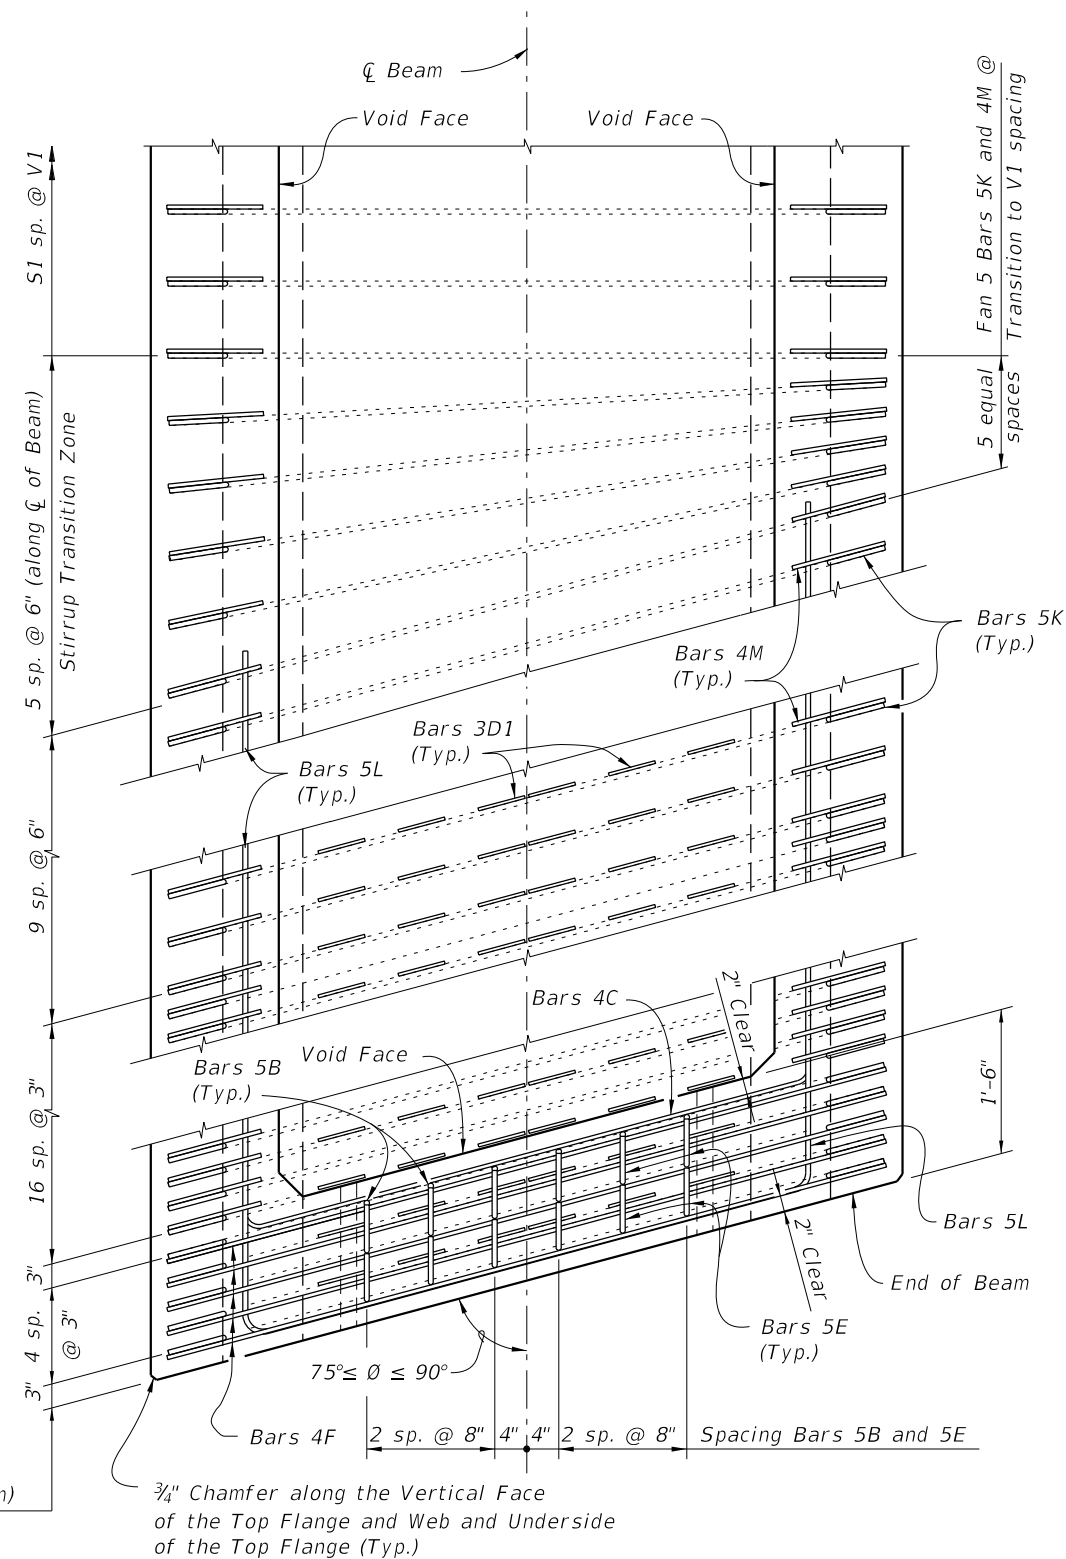 ℄ Beam
Void Face
Void Face
S1 sp. @ V1
Fan 5 Bars 5K and 4M @
Transition to V1 spacing
5 equal
spaces
5 sp. @ 6" (along ℄ of Beam)
Stirrup Transition Zone
Bars 5K
(Typ.)
Bars 4M
(Typ.)
Bars 3D1
(Typ.)
Bars 5L
(Typ.)
9 sp. @ 6"
Bars 4C
2" Clear
Void Face
Bars 5B
(Typ.)
16 sp. @ 3"
1'-6"
Bars 5L
2" Clear
End of Beam
3"
4 sp.
@ 3"
Bars 5E
(Typ.)
75°≤ Ø ≤ 90°
3"
Bars 4F
2 sp. @ 8"
4"
4"
2 sp. @ 8"
Spacing Bars 5B and 5E
¾" Chamfer along the Vertical Face
of the Top Flange and Web and Underside
of the Top Flange (Typ.)